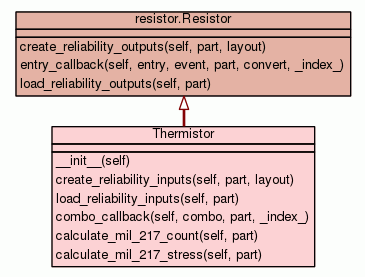 resistor.Resistor
create_reliability_outputs(self, part, layout)
entry_callback(self, entry, event, part, convert, _index_)
load_reliability_outputs(self, part)
Thermistor
__init__(self)
create_reliability_inputs(self, part, layout)
load_reliability_inputs(self, part)
combo_callback(self, combo, part, _index_)
calculate_mil_217_count(self, part)
calculate_mil_217_stress(self, part)